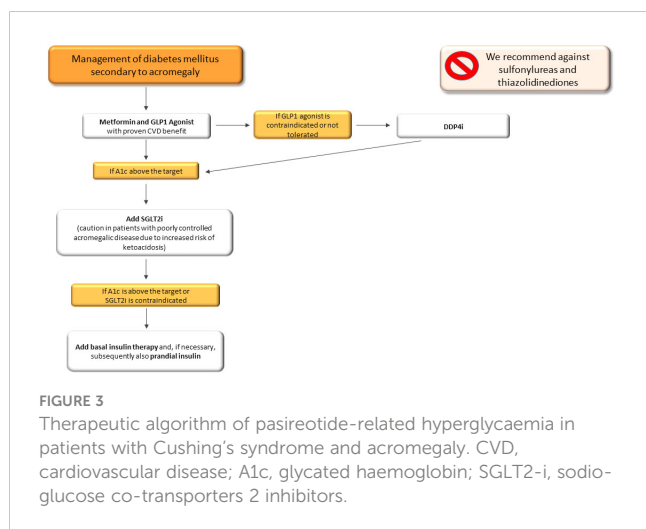 Management of diabetes mellitus
secondary to acromegaly
We recommend against
sulfonylureas and
thiazolidinediones
Metformin and GLP1 Agonist
with proven CVD benefit
If GLP1 agonist is
contraindicated or not
tolerated
DDP4i
If A1c above the target
Add SGLT2i
(caution in patients with poorly controlled
acromegalic disease due to increased risk of
ketoacidosis)
If A1c is above the target or
SGLT2i is contraindicated
Add basal insulin therapy and, if necessary,
subsequently also prandial insulin
FIGURE 3
Therapeutic algorithm of pasireotide-related hyperglycaemia in
patients with Cushing's syndrome and acromegaly. CVD,
cardiovascular disease; A1c, glycated haemoglobin; SGLT2-i, sodio-
glucose co-transporters 2 inhibitors.